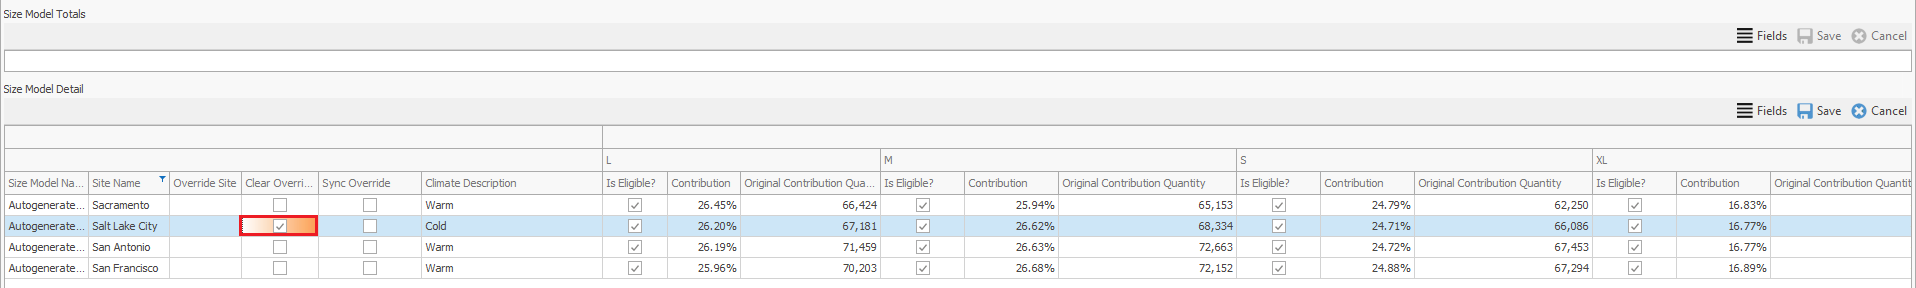 Size Model Totals
Fields Save Cancel
Size Model Detail
Fields Save Cancel
L M S XL
Size Model Na... Site Name Override Site Clear Overri... Sync Override Climate Description Is Eligible? Contribution Original Contribution Qua... Is Eligible? Contribution Original Contribution Quantity Is Eligible? Contribution Original Contribution Quantity Is Eligible? Contribution Original Contribution Quantit
Autogenerate... Sacramento Warm 26.45% 66,424 25.94% 65,153 24.79% 62,250 16.83%
Autogenerate... Salt Lake City Cold 26.20% 67,181 26.62% 68,334 24.71% 66,086 16.77%
Autogenerate... San Antonio Warm 26.19% 71,459 26.63% 72,663 24.72% 67,453 16.77%
Autogenerate... San Francisco Warm 25.96% 70,203 26.68% 72,152 24.88% 67,294 16.89%